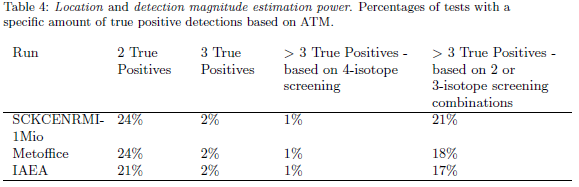 Table 4: Location and detection magnitude estimation power. Percentages of tests with a
specific amount of true positive detections based on ATM.
Run 2 True Positives 3 True Positives > 3 True Positives - based on 4-isotope screening > 3 True Positives - based on 2 or 3-isotope screening combinations
SCKCENRMI-1Mio 24% 2% 1% 21%
Metoffice 24% 2% 1% 18%
IAEA 21% 2% 1% 17%